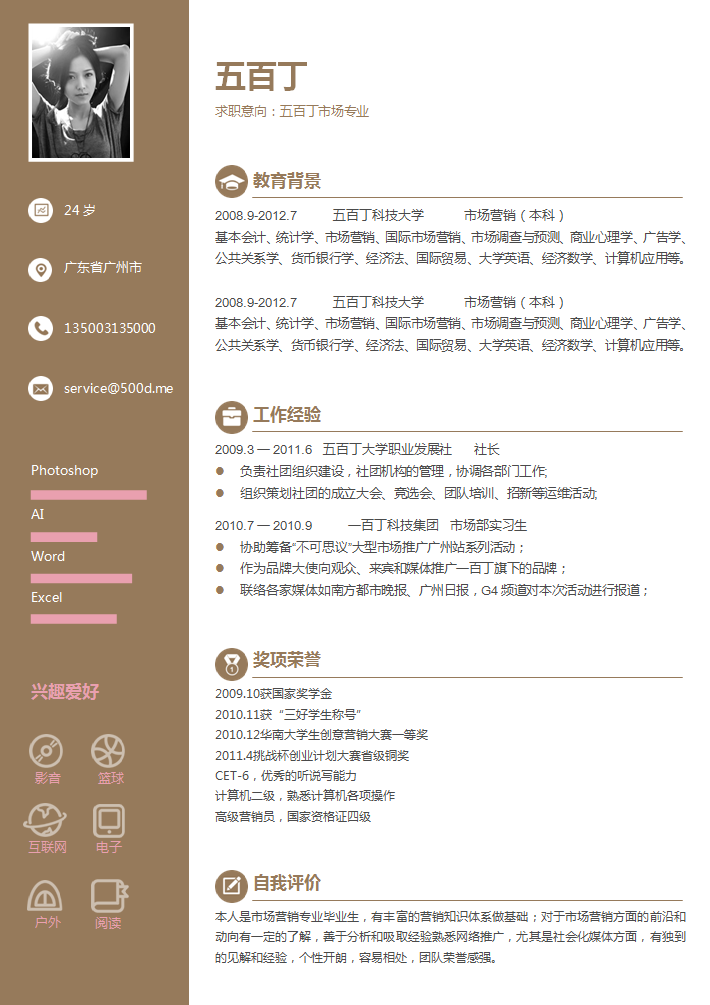 五百丁
求职意向：五百丁市场专业
24 岁
广东省广州市
135003135000
service@500d.me
Photoshop
AI
Word
Excel
兴趣爱好
影音
篮球
互联网
电子
户外
阅读
教育背景
2008.9-2012.7 五百丁科技大学 市场营销（本科）
基本会计、统计学、市场营销、国际市场营销、市场调查与预测、商业心理学、广告学、
公共关系学、货币银行学、经济法、国际贸易、大学英语、经济数学、计算机应用等。
2008.9-2012.7 五百丁科技大学 市场营销（本科）
基本会计、统计学、市场营销、国际市场营销、市场调查与预测、商业心理学、广告学、
公共关系学、货币银行学、经济法、国际贸易、大学英语、经济数学、计算机应用等。
工作经验
2009.3 — 2011.6 五百丁大学职业发展社 社长
● 负责社团组织建设，社团机构的管理，协调各部门工作;
● 组织策划社团的成立大会、竞选会、团队培训、招新等运维活动;
2010.7 — 2010.9 一百丁科技集团 市场部实习生
● 协助筹备“不可思议”大型市场推广广州站系列活动；
● 作为品牌大使向观众、来宾和媒体推广一百丁旗下的品牌；
● 联络各家媒体如南方都市晚报、广州日报，G4 频道对本次活动进行报道；
奖项荣誉
1
2009.10获国家奖学金
2010.11获“三好学生称号”
2010.12华南大学生创意营销大赛一等奖
2011.4挑战杯创业计划大赛省级铜奖
CET-6，优秀的听说写能力
计算机二级，熟悉计算机各项操作
高级营销员，国家资格证四级
自我评价
本人是市场营销专业毕业生，有丰富的营销知识体系做基础；对于市场营销方面的前沿和
动向有一定的了解，善于分析和吸取经验熟悉网络推广，尤其是社会化媒体方面，有独到
的见解和经验，个性开朗，容易相处，团队荣誉感强。